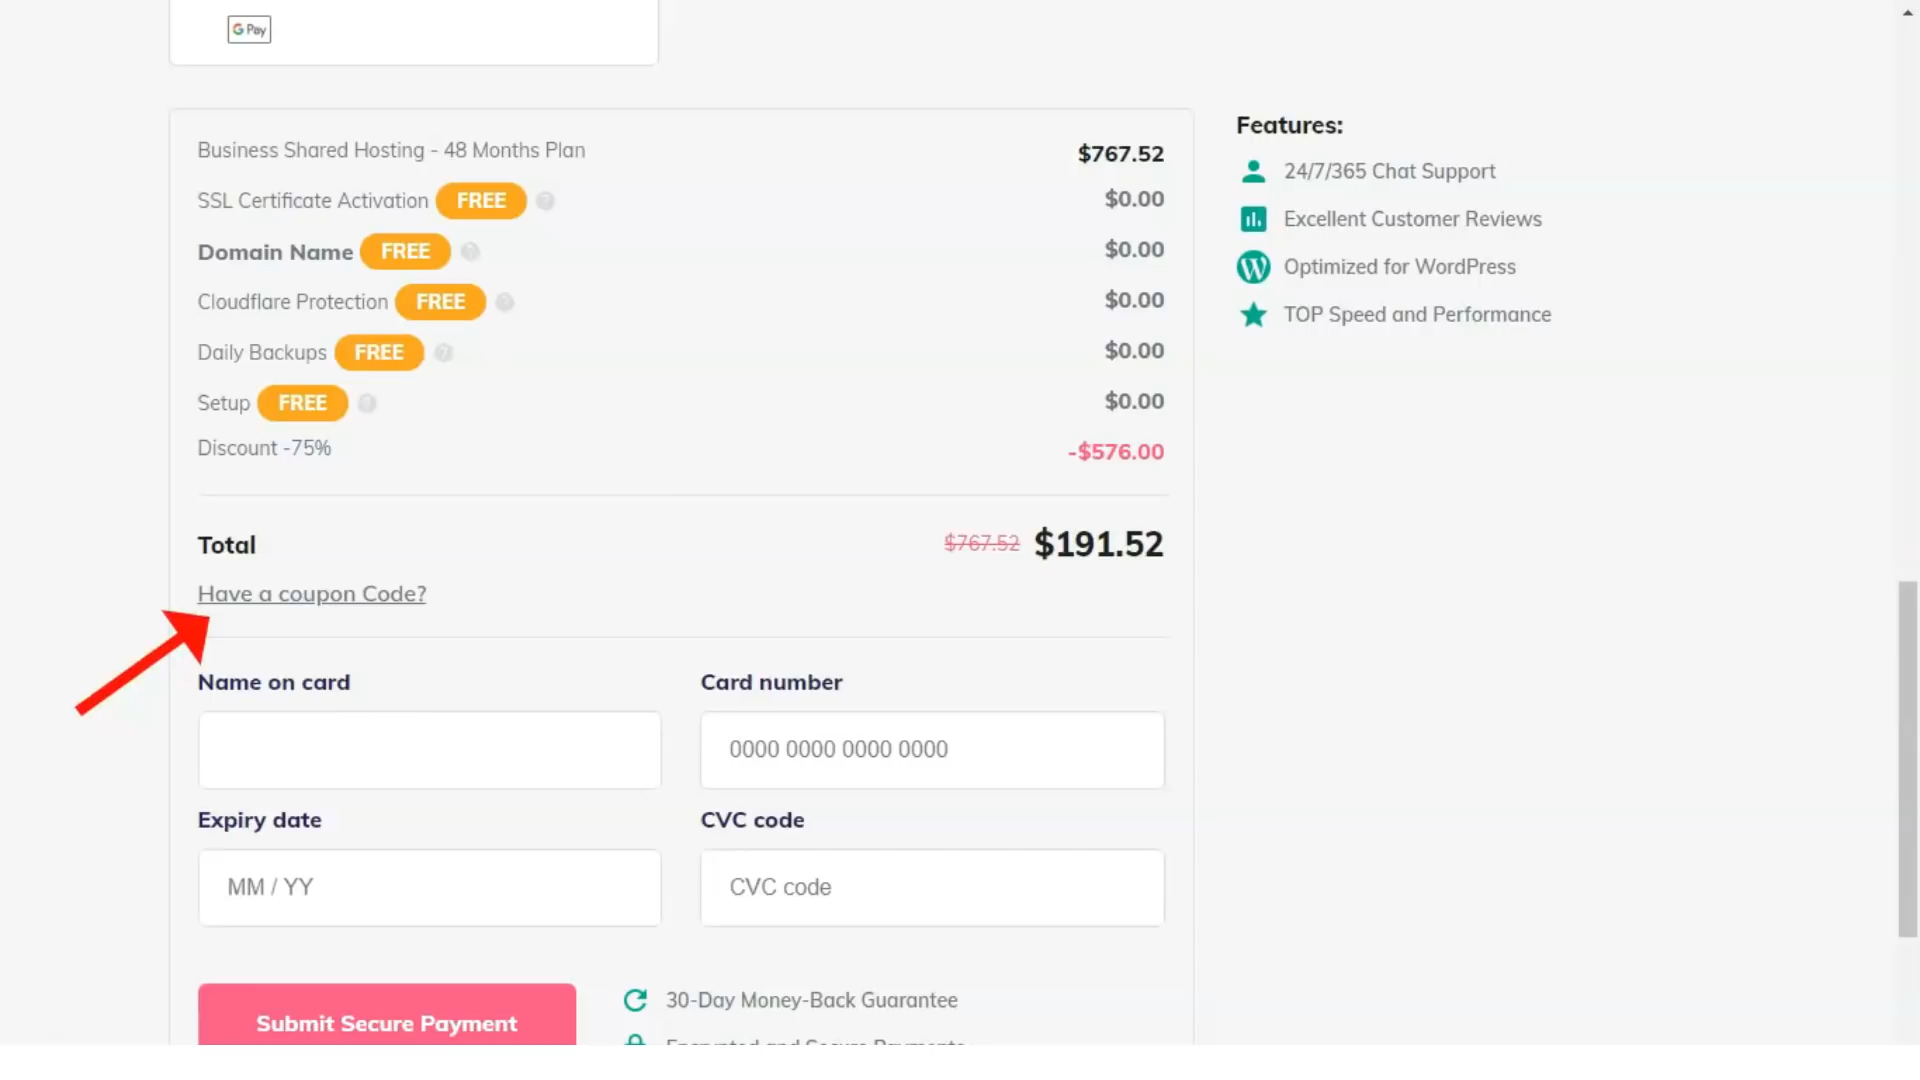 G Pay
Business Shared Hosting - 48 Months Plan $767.52
SSL Certificate Activation FREE ? $0.00
Domain Name FREE ? $0.00
Cloudflare Protection FREE ? $0.00
Daily Backups FREE ? $0.00
Setup FREE ? $0.00
Discount -75% -$576.00
Total $767.52 $191.52
Have a coupon Code?
Name on card Card number
0000 0000 0000 0000
Expiry date CVC code
MM / YY CVC code
Submit Secure Payment
30-Day Money-Back Guarantee
Encrypted and Secure Payments
Features:
24/7/365 Chat Support
Excellent Customer Reviews
Optimized for WordPress
TOP Speed and Performance